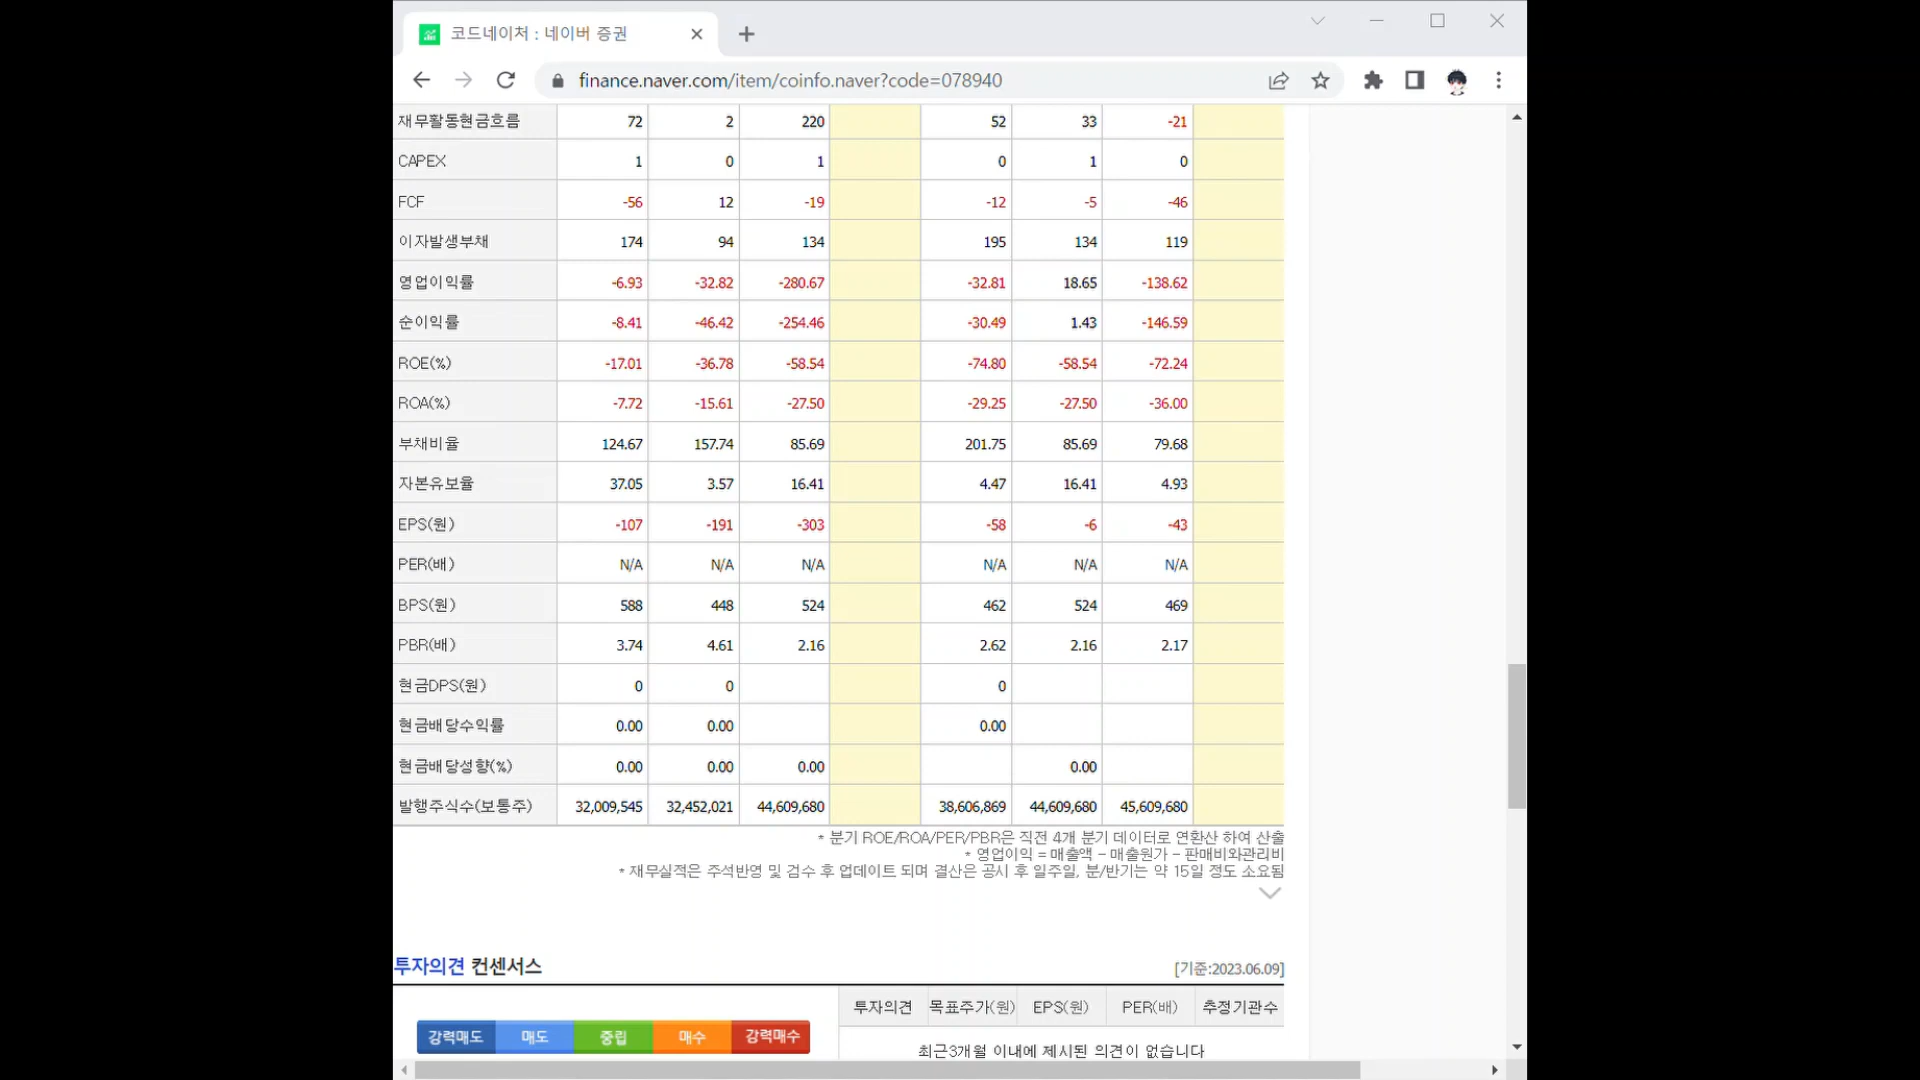 코드네이처 : 네이버 증권
finance.naver.com/item/coinfo.naver?code=078940
재무활동현금흐름 72 2 220 52 33 -21
CAPEX 1 0 1 0 1 0
FCF -56 12 -19 -12 -5 -46
이자발생부채 174 94 134 195 134 119
영업이익률 -6.93 -32.82 -280.67 -32.81 18.65 -138.62
순이익률 -8.41 -46.42 -254.46 -30.49 1.43 -146.59
ROE(%) -17.01 -36.78 -58.54 -74.80 -58.54 -72.24
ROA(%) -7.72 -15.61 -27.50 -29.25 -27.50 -36.00
부채비율 124.67 157.74 85.69 201.75 85.69 79.68
자본유보율 37.05 3.57 16.41 4.47 16.41 4.93
EPS(원) -107 -191 -303 -58 -6 -43
PER(배) N/A N/A N/A N/A N/A N/A
BPS(원) 588 448 524 462 524 469
PBR(배) 3.74 4.61 2.16 2.62 2.16 2.17
현금DPS(원) 0 0 0
현금배당수익률 0.00 0.00 0.00
현금배당성향(%) 0.00 0.00 0.00 0.00
발행주식수(보통주) 32,009,545 32,452,021 44,609,680 38,606,869 44,609,680 45,609,680
* 분기 ROE/ROA/PER/PBR은 직전 4개 분기 데이터로 연환산 하여 산출
* 영업이익 = 매출액 - 매출원가 - 판매비와관리비
* 재무실적은 주석반영 및 검수 후 업데이트 되며 결산은 공시 후 일주일, 분/반기는 약 15일 정도 소요됨
투자의견 컨센서스 [기준:2023.06.09]
투자의견 목표주가(원) EPS(원) PER(배) 추정기관수
강력매도 매도 중립 매수 강력매수
최근3개월 이내에 제시된 의견이 없습니다